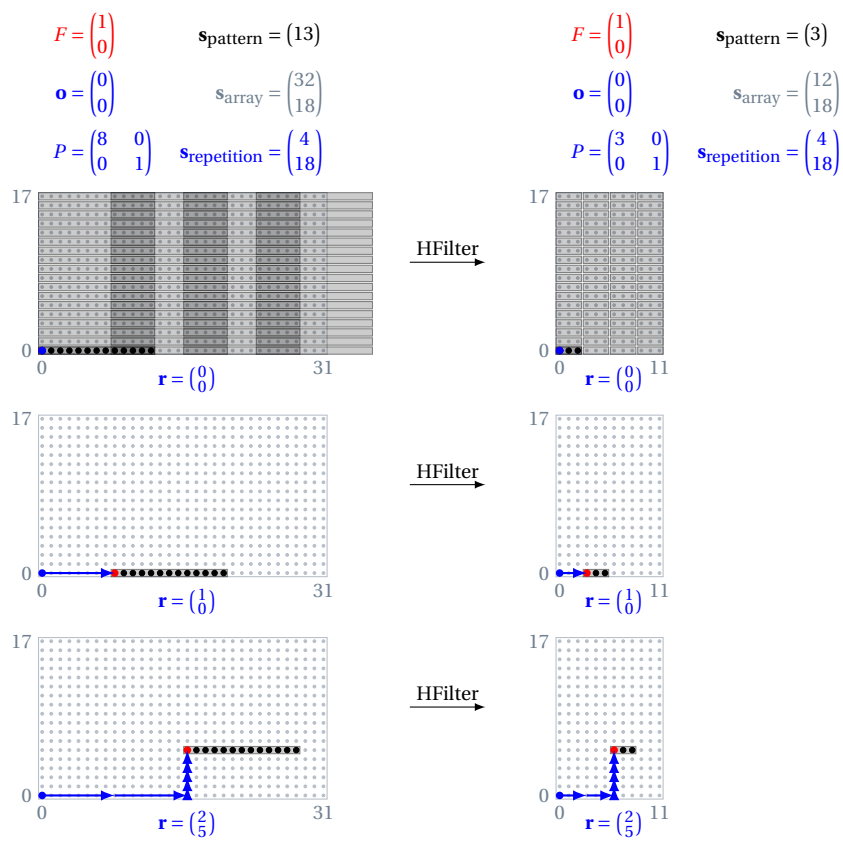 F = (1 0) s_pattern = (13) F = (1 0) s_pattern = (3)
o = (0 0) s_array = (32 18) o = (0 0) s_array = (12 18)
P = (8 0 0 1) s_repetition = (4 18) P = (3 0 0 1) s_repetition = (4 18)
17 17
HFilter
0 0
0 31 0 11
r = (0 0) r = (0 0)
17 17
HFilter
0 0
0 31 0 11
r = (1 0) r = (1 0)
17 17
HFilter
0 0
0 31 0 11
r = (2 5) r = (2 5)